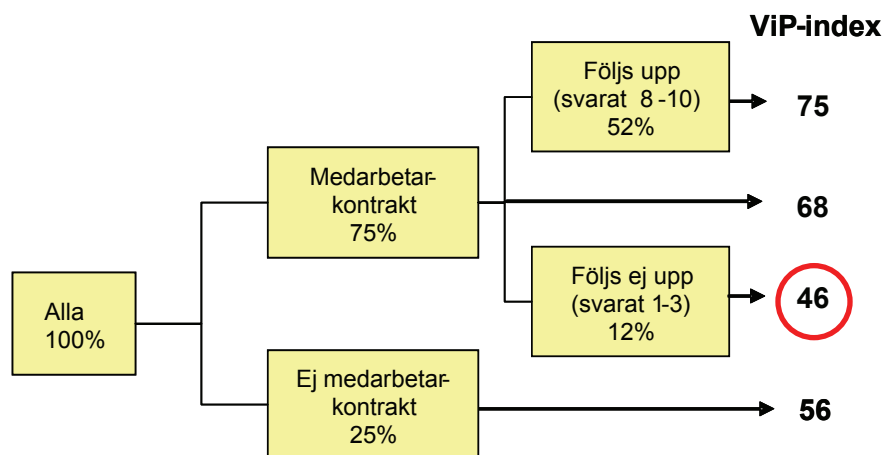 ViP-index
Följs upp
(svarat 8-10)
52%
75
Medarbetar-
kontrakt
75%
68
Följs ej upp
(svarat 1-3)
12%
46
Alla
100%
Ej medarbetar-
kontrakt
25%
56